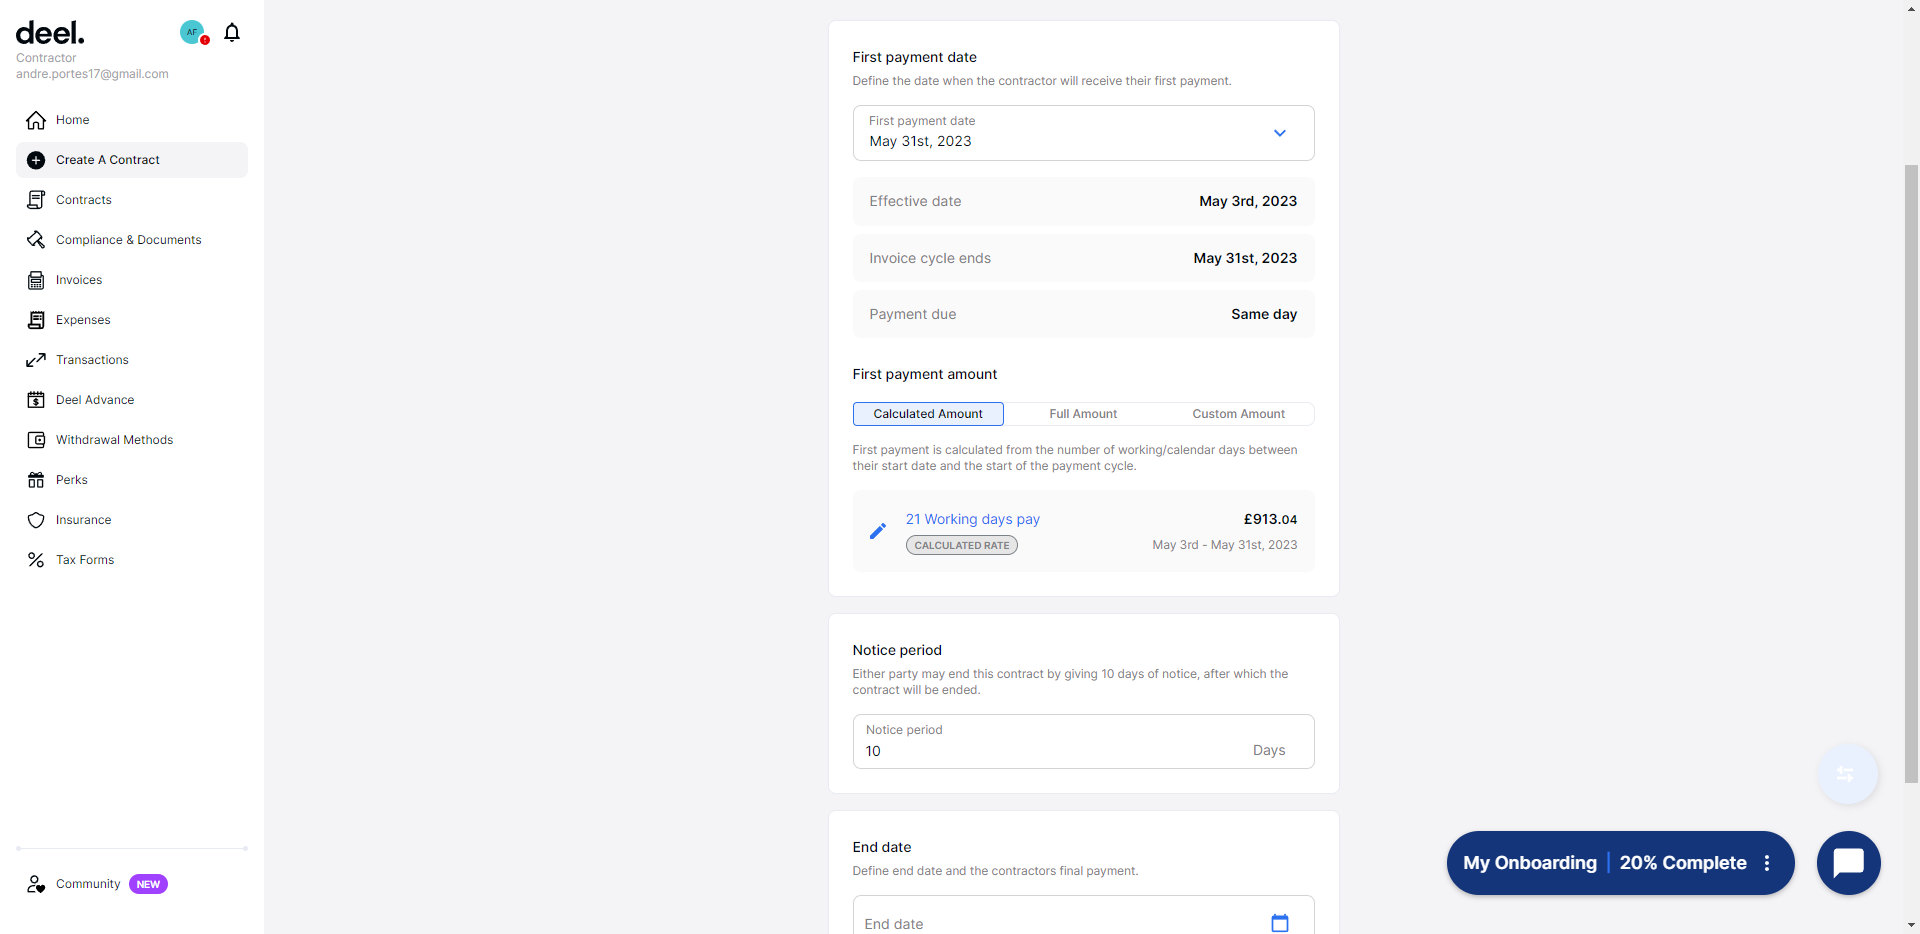 deel.
AF
Contractor
andre.portes17@gmail.com
Home
Create A Contract
Contracts
Compliance & Documents
Invoices
Expenses
Transactions
Deel Advance
Withdrawal Methods
Perks
Insurance
Tax Forms
Community NEW
First payment date
Define the date when the contractor will receive their first payment.
First payment date
May 31st, 2023
Effective date May 3rd, 2023
Invoice cycle ends May 31st, 2023
Payment due Same day
First payment amount
Calculated Amount Full Amount Custom Amount
First payment is calculated from the number of working/calendar days between
their start date and the start of the payment cycle.
21 Working days pay £913.04
CALCULATED RATE May 3rd - May 31st, 2023
Notice period
Either party may end this contract by giving 10 days of notice, after which the
contract will be ended.
Notice period
10 Days
End date
Define end date and the contractors final payment.
End date
My Onboarding | 20% Complete